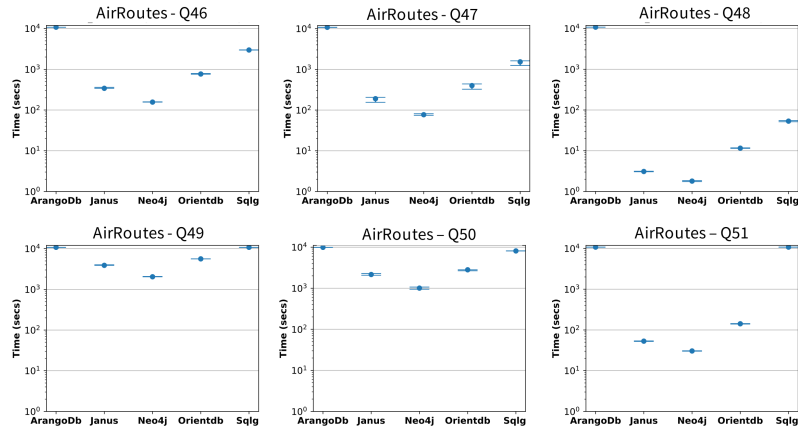 AirRoutes - Q46
AirRoutes - Q47
AirRoutes - Q48
10^4
10^3
10^2
10^1
10^0
Time (secs)
ArangoDb Janus Neo4j Orientdb Sqlg
10^4
10^3
10^2
10^1
10^0
Time (secs)
ArangoDb Janus Neo4j Orientdb Sqlg
10^4
10^3
10^2
10^1
10^0
Time (secs)
ArangoDb Janus Neo4j Orientdb Sqlg
AirRoutes - Q49
AirRoutes – Q50
AirRoutes – Q51
10^4
10^3
10^2
10^1
10^0
Time (secs)
ArangoDb Janus Neo4j Orientdb Sqlg
10^4
10^3
10^2
10^1
10^0
Time (secs)
ArangoDb Janus Neo4j Orientdb Sqlg
10^4
10^3
10^2
10^1
10^0
Time (secs)
ArangoDb Janus Neo4j Orientdb Sqlg